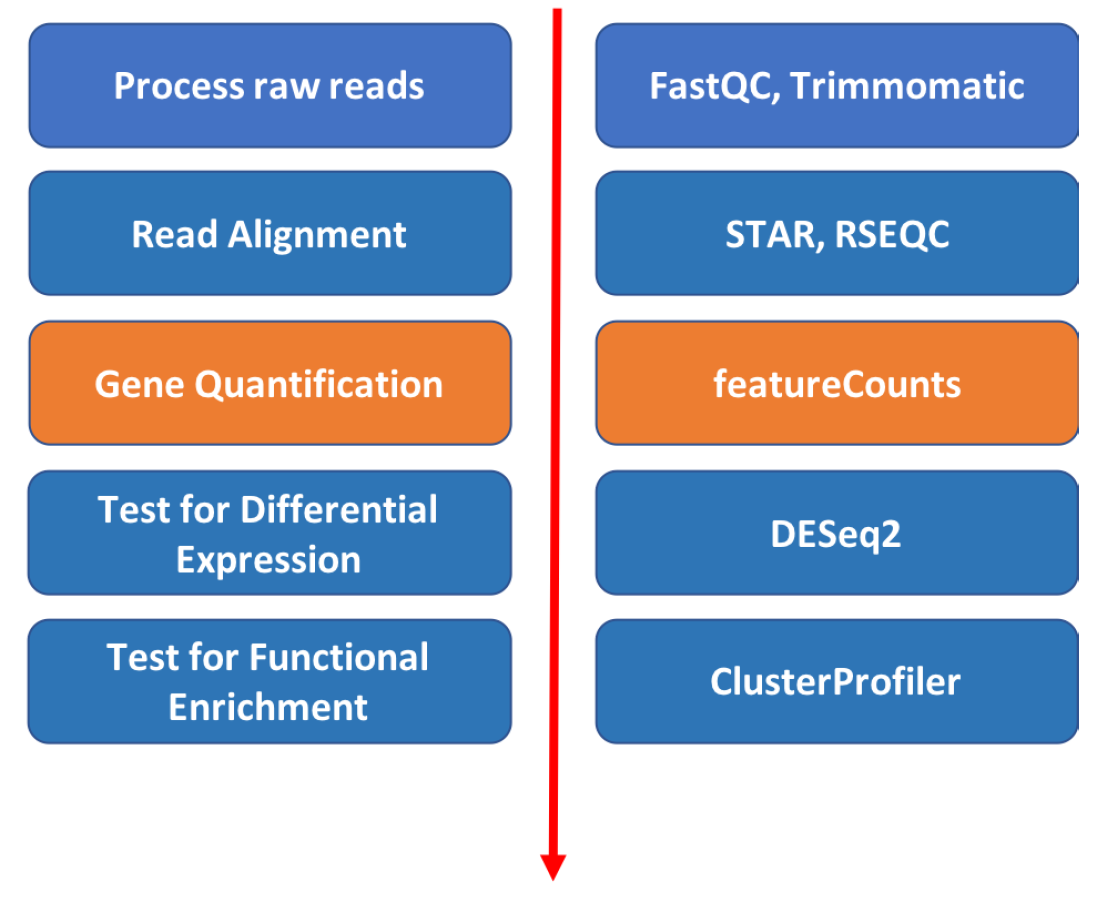 Process raw reads
FastQC, Trimmomatic
Read Alignment
STAR, RSEQC
Gene Quantification
featureCounts
Test for Differential
Expression
DESeq2
Test for Functional
Enrichment
ClusterProfiler